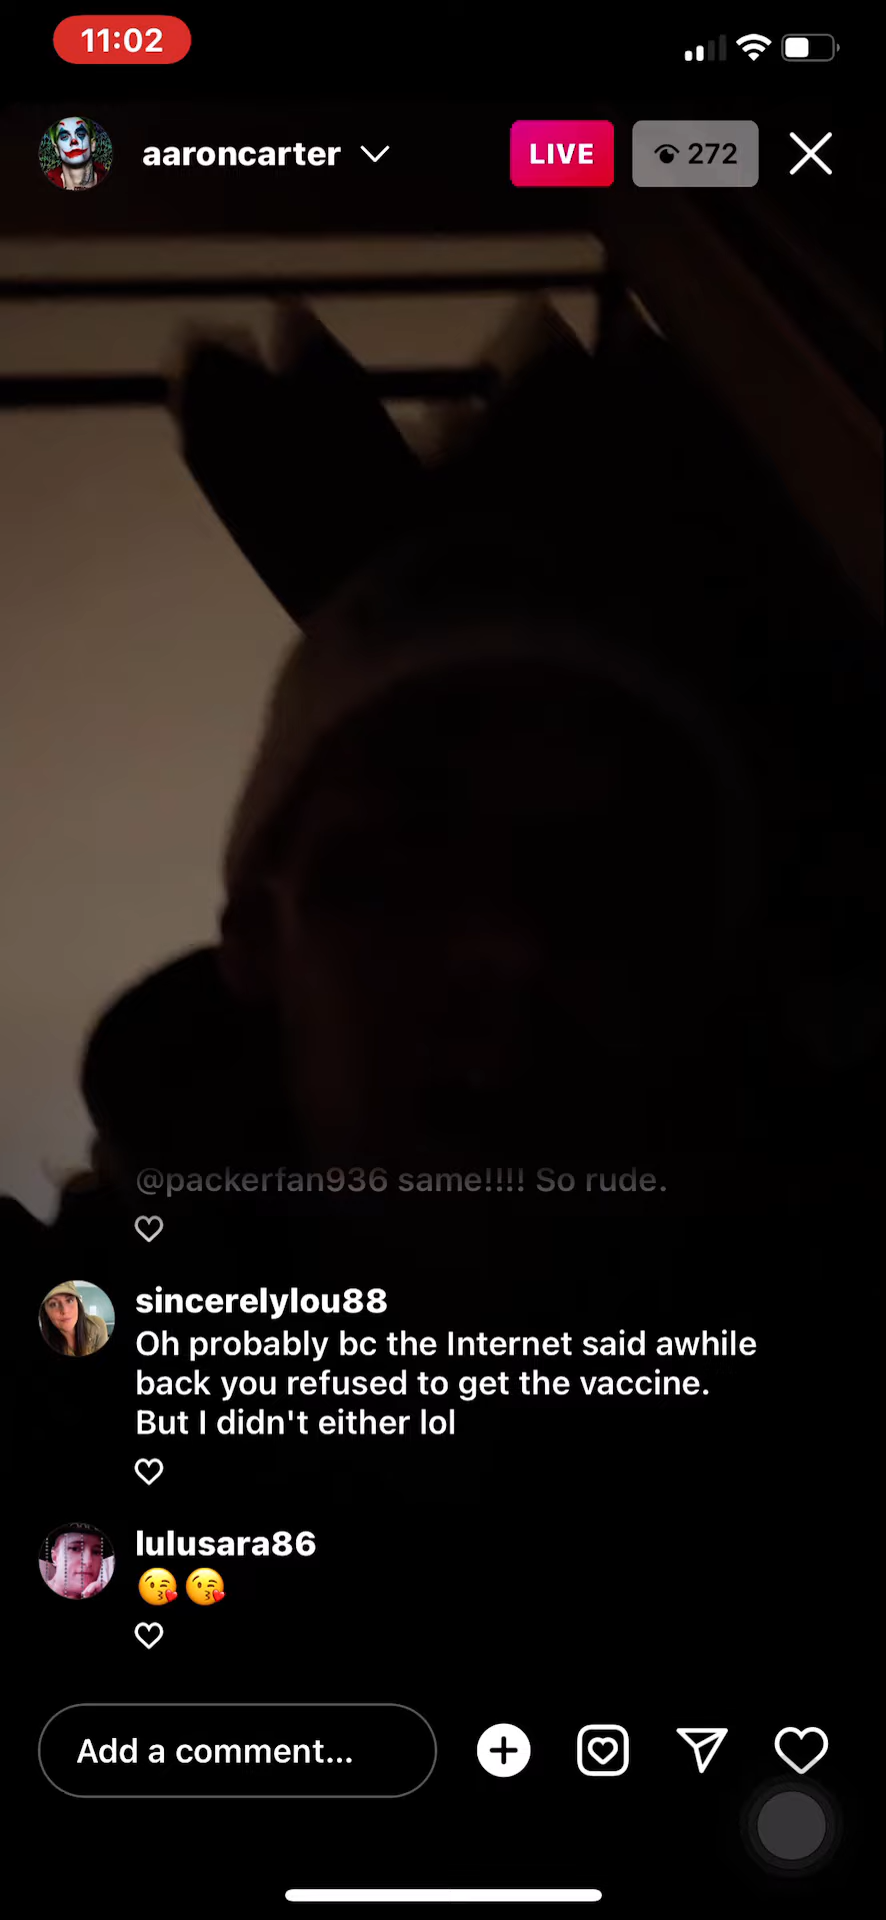 11:02
aaroncarter
LIVE
272
@packerfan936 same!!!! So rude.
sincerelylou88
Oh probably bc the Internet said awhile
back you refused to get the vaccine.
But I didn't either lol
lulusara86
😘😘
Add a comment...